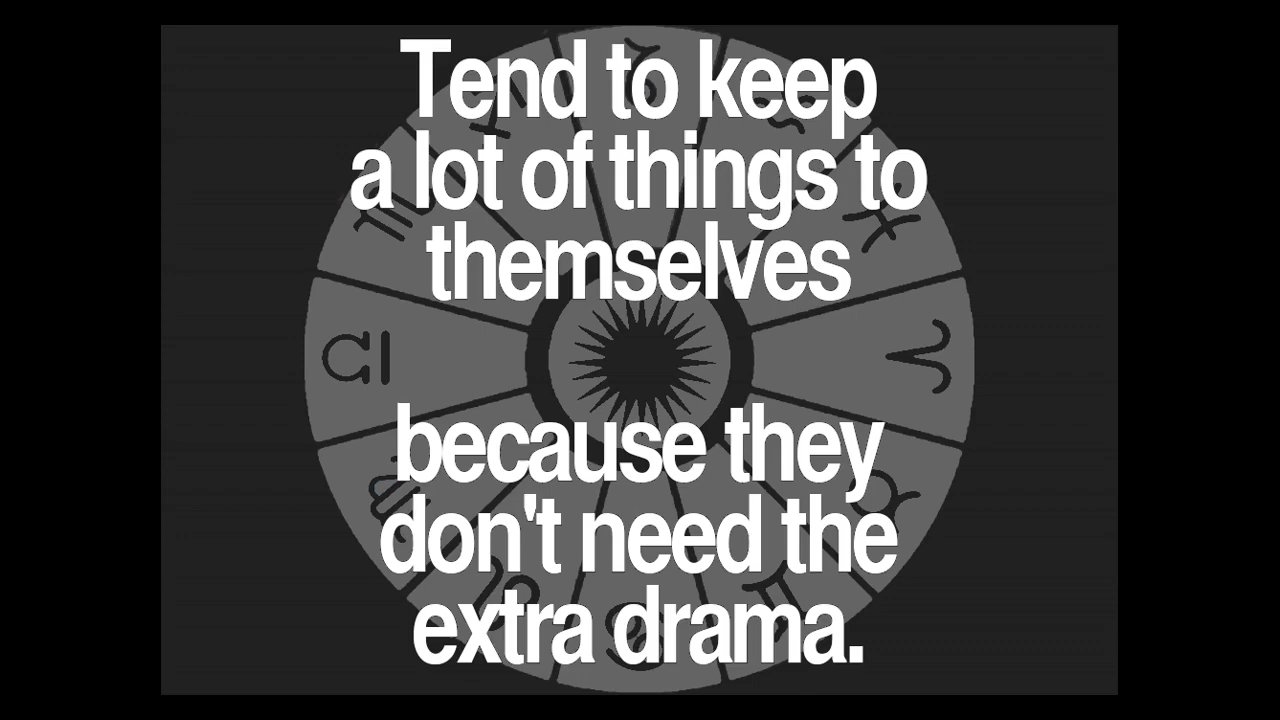 Tend to keep
a lot of things to
themselves
because they
don't need the
extra drama.